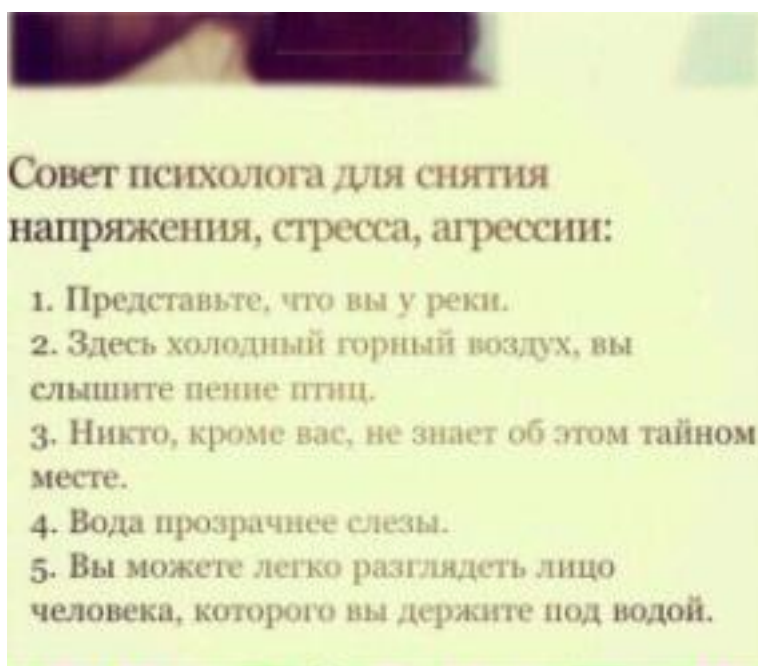 Совет психолога для снятия
напряжения, стресса, агрессии:
1. Представьте, что вы у реки.
2. Здесь холодный горный воздух, вы
слышите пение птиц.
3. Никто, кроме вас, не знает об этом тайном
месте.
4. Вода прозрачнее слезы.
5. Вы можете легко разглядеть лицо
человека, которого вы держите под водой.